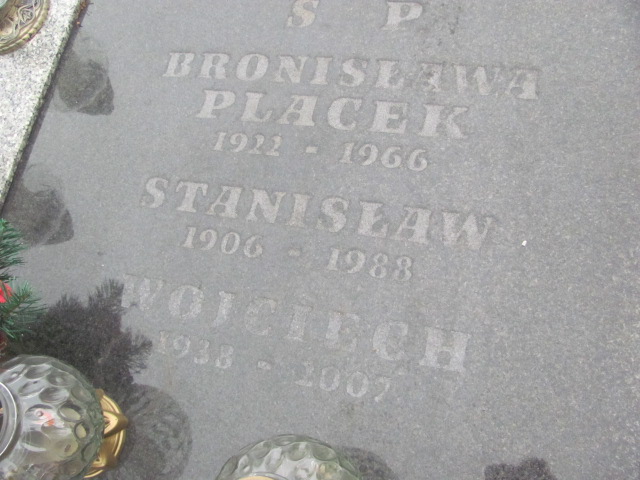 S P
BRONISŁAWA
PLACEK
1922 - 1966
STANISŁAW
1906 - 1988
WOJCIECH
1938 - 2007